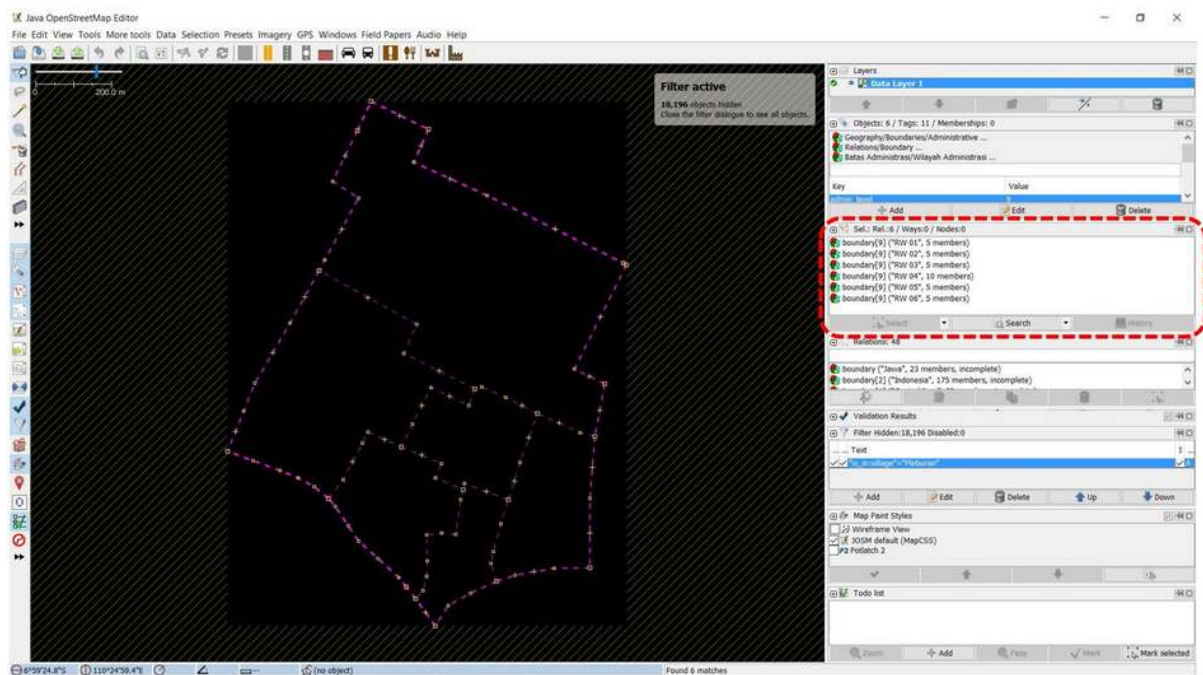 Java OpenStreetMap Editor
File Edit View Tools More tools Data Selection Presets Imagery GPS Windows Field Papers Audio Help
0 200.0 m
Filter active
18,196 objects hidden
Close the filter dialogue to see all objects.
Layers
Data Layer 1
Objects: 6 / Tags: 11 / Memberships: 0
Geography/Boundaries/Administrative ...
Relations/Boundary ...
Batas Administrasi/Wilayah Administrasi ...
Key Value
admin_level 9
Add Edit Delete
Sel.: Rel.:6 / Ways:0 / Nodes:0
boundary[9] ("RW 01", 5 members)
boundary[9] ("RW 02", 5 members)
boundary[9] ("RW 03", 5 members)
boundary[9] ("RW 04", 10 members)
boundary[9] ("RW 05", 5 members)
boundary[9] ("RW 06", 5 members)
Select Search History
Relations: 48
boundary ("Jawa", 23 members, incomplete)
boundary[2] ("Indonesia", 175 members, incomplete)
Validation Results
Filter Hidden:18,196 Disabled:0
... ... Text I ...
"is_in:village"="Pleburan"
Add Edit Delete Up Down
Map Paint Styles
Wireframe View
JOSM default (MapCSS)
Potlatch 2
Todo list
Zoom Add Pass Mark Mark selected
6°59'24.8"S 110°24'59.4"E -- (no object) Found 6 matches